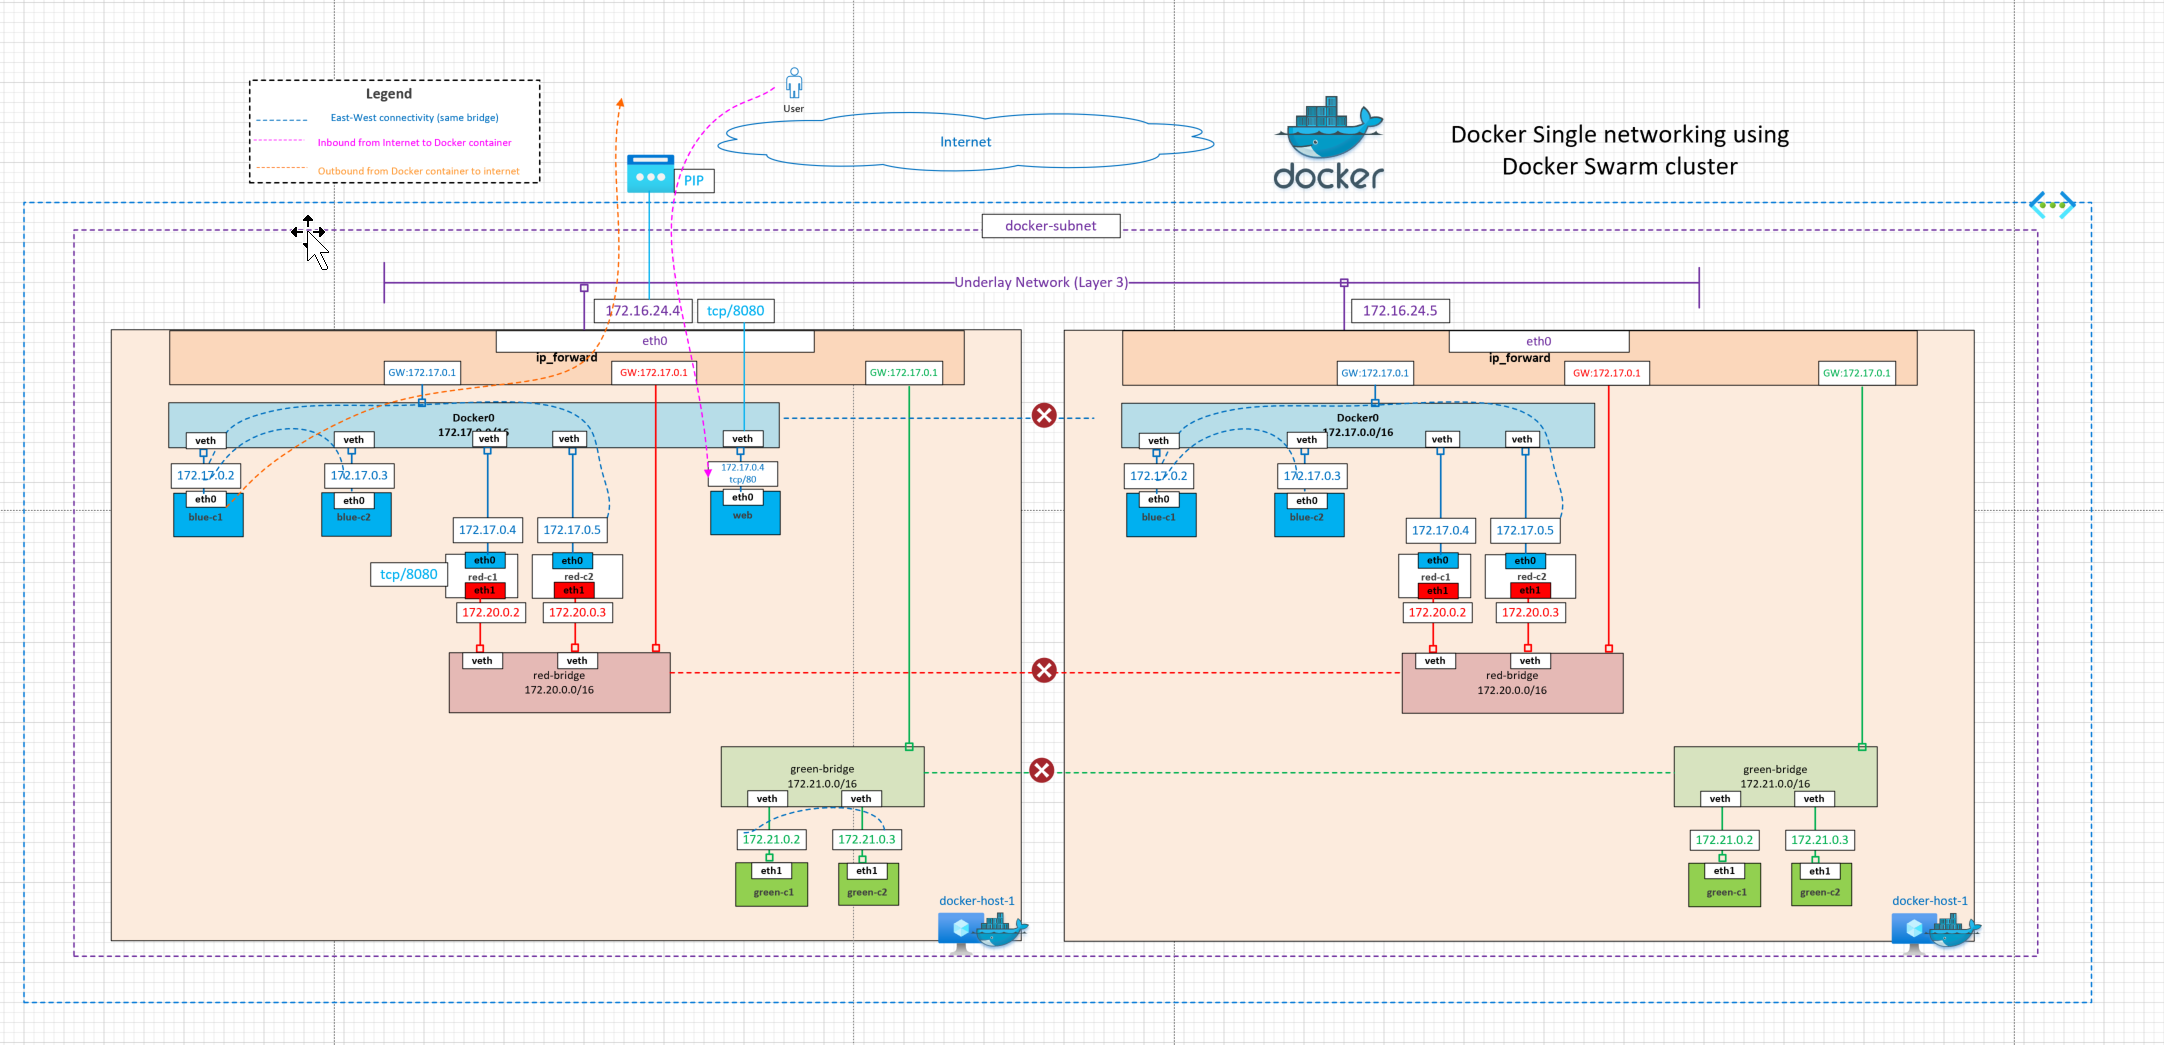 Legend
East-West connectivity (same bridge)
Inbound from Internet to Docker container
Outbound from Docker container to internet
User
Internet
PIP
docker
Docker Single networking using
Docker Swarm cluster
docker-subnet
Underlay Network (Layer 3)
172.16.24.4
tcp/8080
eth0
ip_forward
GW:172.17.0.1
GW:172.17.0.1
GW:172.17.0.1
Docker0
172.17.0.0/16
veth
veth
veth
veth
veth
172.17.0.2
172.17.0.3
172.17.0.4
tcp/80
eth0
eth0
eth0
blue-c1
blue-c2
web
172.17.0.4
172.17.0.5
tcp/8080
eth0
red-c1
eth1
eth0
red-c2
eth1
172.20.0.2
172.20.0.3
veth
veth
red-bridge
172.20.0.0/16
green-bridge
172.21.0.0/16
veth
veth
172.21.0.2
172.21.0.3
eth1
eth1
green-c1
green-c2
docker-host-1
172.16.24.5
eth0
ip_forward
GW:172.17.0.1
GW:172.17.0.1
GW:172.17.0.1
Docker0
172.17.0.0/16
veth
veth
veth
veth
172.17.0.2
172.17.0.3
eth0
eth0
blue-c1
blue-c2
172.17.0.4
172.17.0.5
eth0
red-c1
eth1
eth0
red-c2
eth1
172.20.0.2
172.20.0.3
veth
veth
red-bridge
172.20.0.0/16
green-bridge
172.21.0.0/16
veth
veth
172.21.0.2
172.21.0.3
eth1
eth1
green-c1
green-c2
docker-host-1